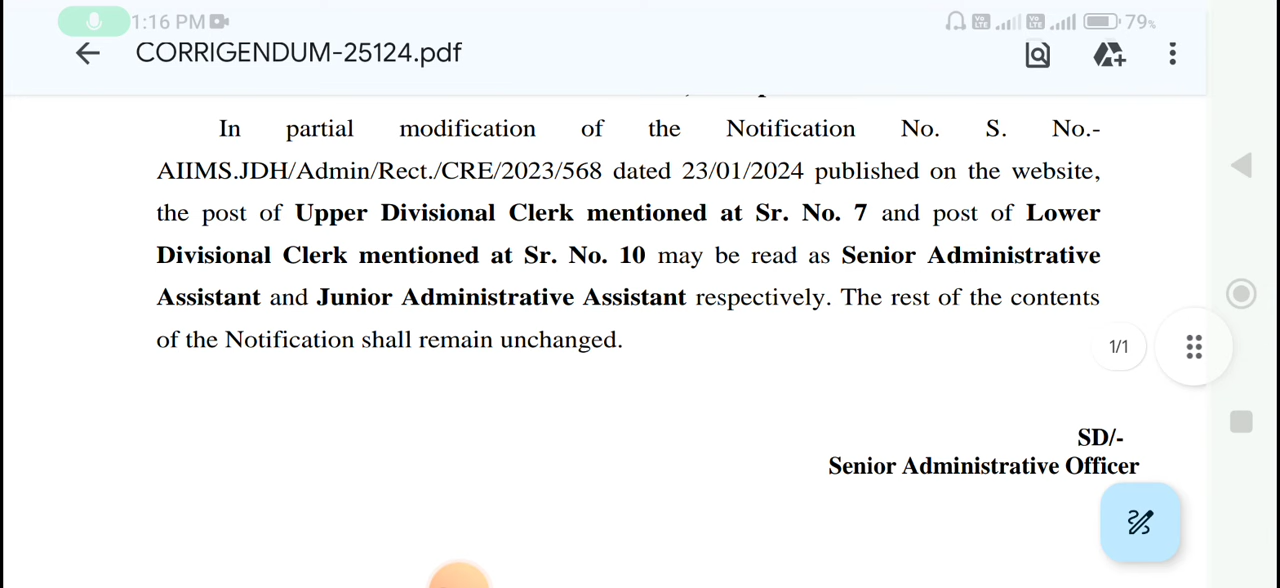 1:16 PM
79%
CORRIGENDUM-25124.pdf
In partial modification of the Notification No. S. No.-
AIIMS.JDH/Admin/Rect./CRE/2023/568 dated 23/01/2024 published on the website,
the post of Upper Divisional Clerk mentioned at Sr. No. 7 and post of Lower
Divisional Clerk mentioned at Sr. No. 10 may be read as Senior Administrative
Assistant and Junior Administrative Assistant respectively. The rest of the contents
of the Notification shall remain unchanged.
1/1
SD/-
Senior Administrative Officer